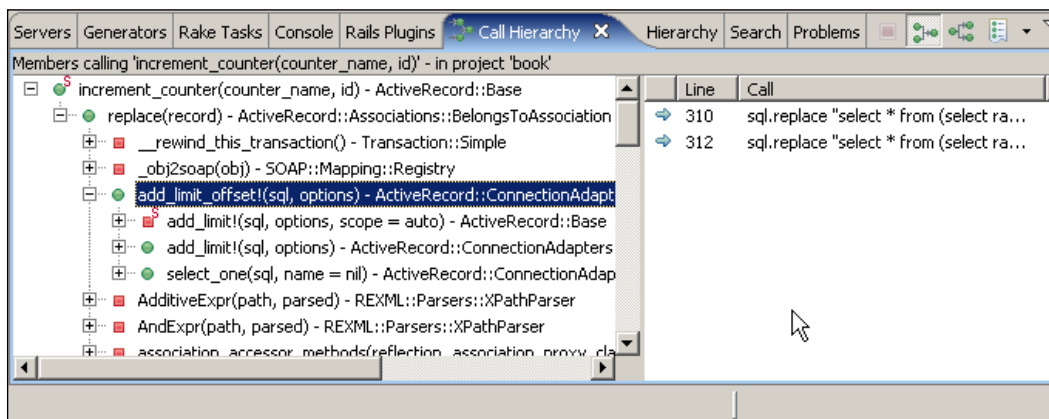 Servers Generators Rake Tasks Console Rails Plugins Call Hierarchy Hierarchy Search Problems
Members calling 'increment_counter(counter_name, id)' - in project 'book'
S increment_counter(counter_name, id) - ActiveRecord::Base
replace(record) - ActiveRecord::Associations::BelongsToAssociation
__rewind_this_transaction() - Transaction::Simple
_obj2soap(obj) - SOAP::Mapping::Registry
add_limit_offset!(sql, options) - ActiveRecord::ConnectionAdapt
S add_limit!(sql, options, scope = auto) - ActiveRecord::Base
add_limit!(sql, options) - ActiveRecord::ConnectionAdapters
select_one(sql, name = nil) - ActiveRecord::ConnectionAdap
AdditiveExpr(path, parsed) - REXML::Parsers::XPathParser
AndExpr(path, parsed) - REXML::Parsers::XPathParser
association_accessor_methods(reflection, association_proxy_cla
Line Call
310 sql.replace "select * from (select ra...
312 sql.replace "select * from (select ra...